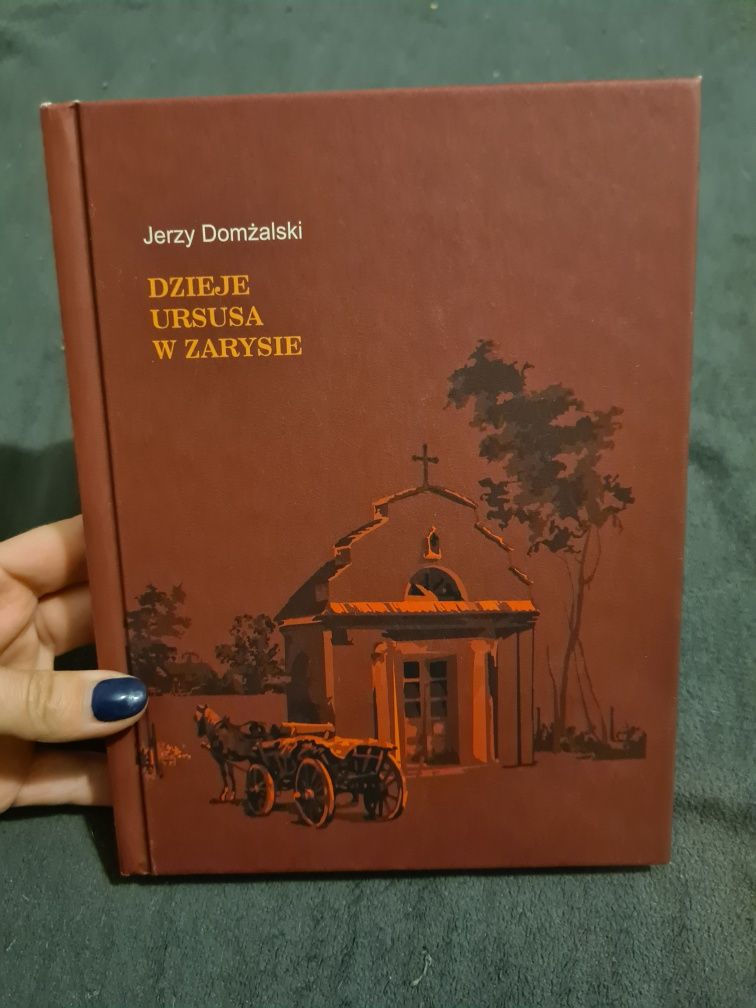 Jerzy Domżalski
DZIEJE
URSUSA
W ZARYSIE